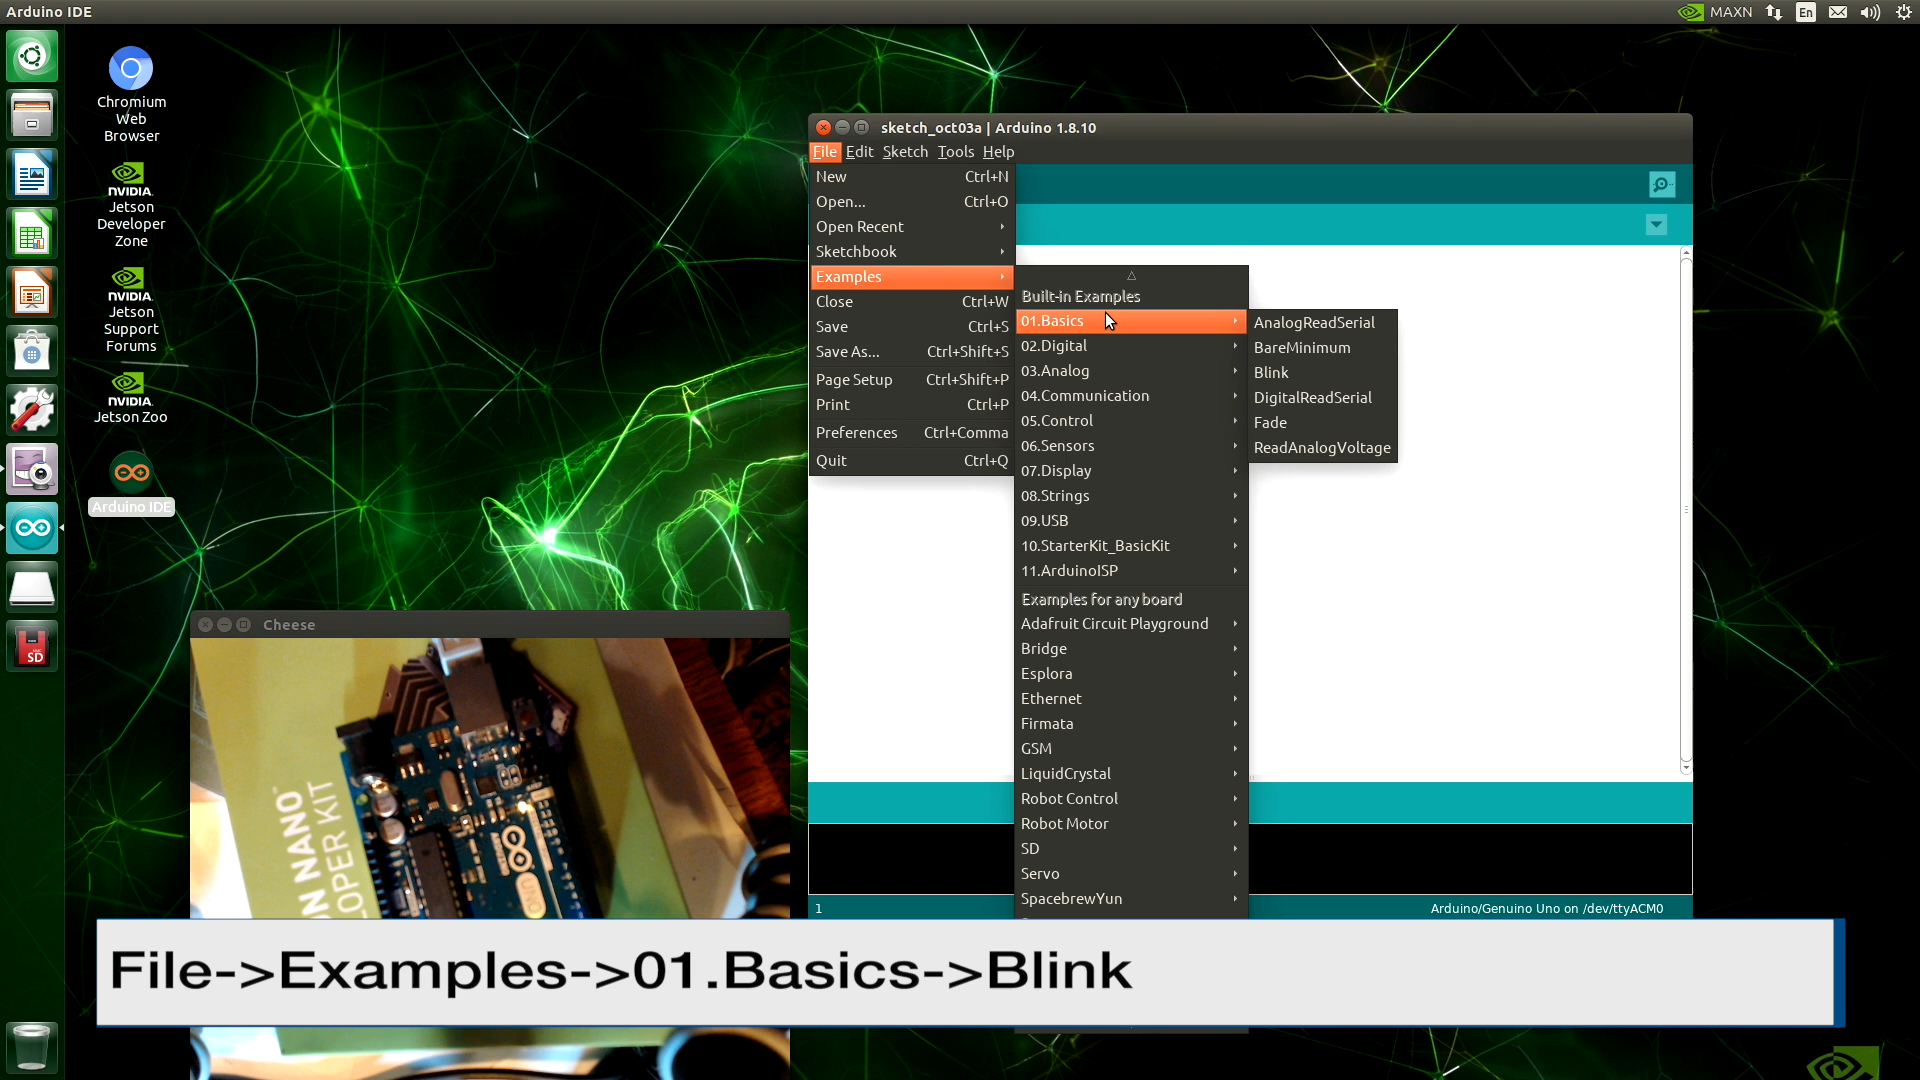 Arduino IDE
MAXN
En
Chromium
Web
Browser
NVIDIA.
Jetson
Developer
Zone
NVIDIA.
Jetson
Support
Forums
NVIDIA.
Jetson Zoo
Arduino IDE
SD
sketch_oct03a | Arduino 1.8.10
File Edit Sketch Tools Help
New Ctrl+N
Open... Ctrl+O
Open Recent
Sketchbook
Examples
Close Ctrl+W
Save Ctrl+S
Save As... Ctrl+Shift+S
Page Setup Ctrl+Shift+P
Print Ctrl+P
Preferences Ctrl+Comma
Quit Ctrl+Q
Built-in Examples
01.Basics
02.Digital
03.Analog
04.Communication
05.Control
06.Sensors
07.Display
08.Strings
09.USB
10.StarterKit_BasicKit
11.ArduinoISP
Examples for any board
Adafruit Circuit Playground
Bridge
Esplora
Ethernet
Firmata
GSM
LiquidCrystal
Robot Control
Robot Motor
SD
Servo
SpacebrewYun
AnalogReadSerial
BareMinimum
Blink
DigitalReadSerial
Fade
ReadAnalogVoltage
Cheese
ON NANO
OPER KIT
UNO
1
Arduino/Genuino Uno on /dev/ttyACM0
File->Examples->01.Basics->Blink